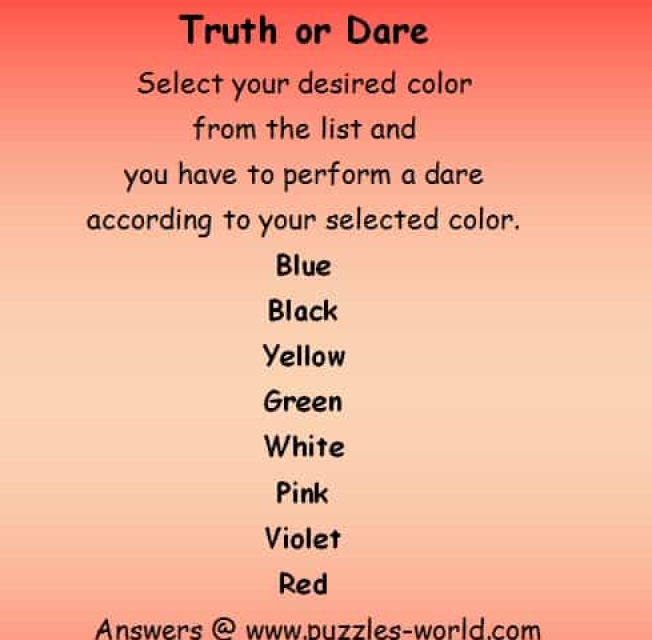 Truth or Dare
Select your desired color
from the list and
you have to perform a dare
according to your selected color.
Blue
Black
Yellow
Green
White
Pink
Violet
Red
Answers @ www.puzzles-world.com